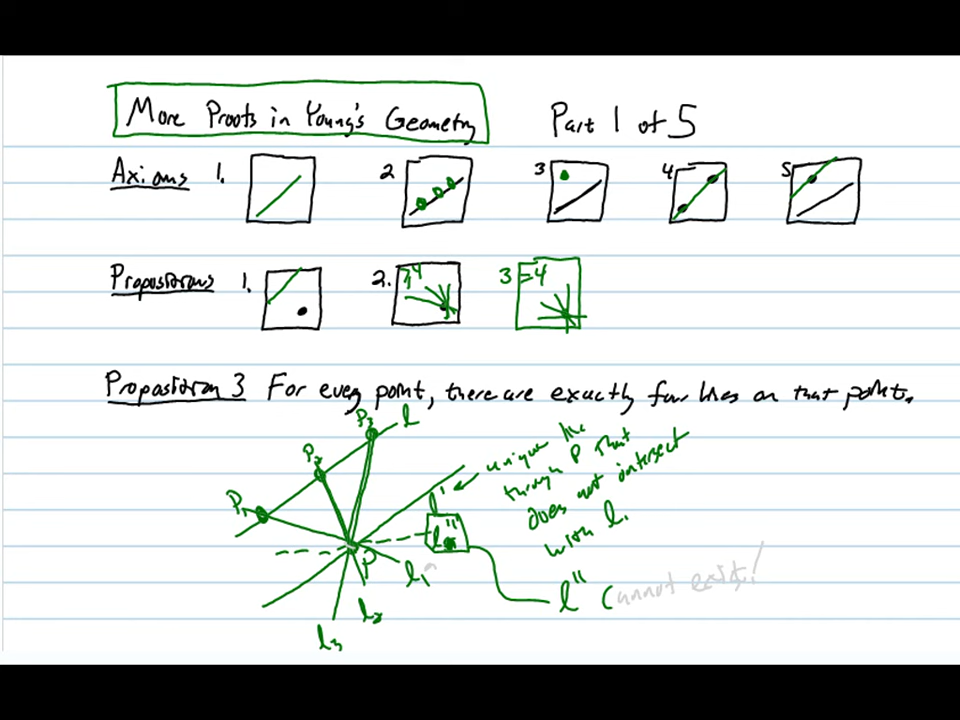 More Proofs in Young's Geometry Part 1 of 5
Axioms 1. 2 3 4 5
Propositions 1. 2. ≥4 3 =4
Proposition 3 For every point, there are exactly four lines on that point.
P₃ l
P₂ unique line
P₁ through P that
l' does not intersect
l'' with l.
P l₁
l₂ l'' Cannot exist!
l₃